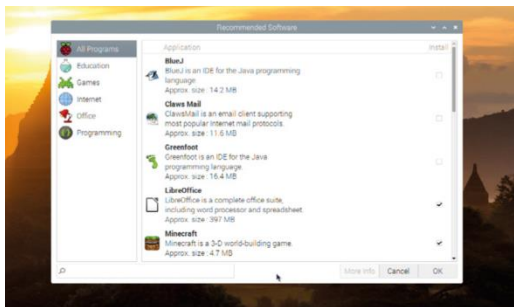 Recommended Software
All Programs
Education
Games
Internet
Office
Programming
Application
Install
BlueJ
BlueJ is an IDE for the Java programming
language.
Approx. size : 14.2 MB
Claws Mail
ClawsMail is an email client supporting
most popular Internet mail protocols.
Approx. size : 11.6 MB
Greenfoot
Greenfoot is an IDE for the Java
programming language.
Approx. size : 16.4 MB
LibreOffice
LibreOffice is a complete office suite,
including word processor and spreadsheet.
Approx. size : 397 MB
Minecraft
Minecraft is a 3-D world-building game.
Approx. size : 4.7 MB
More Info
Cancel
OK